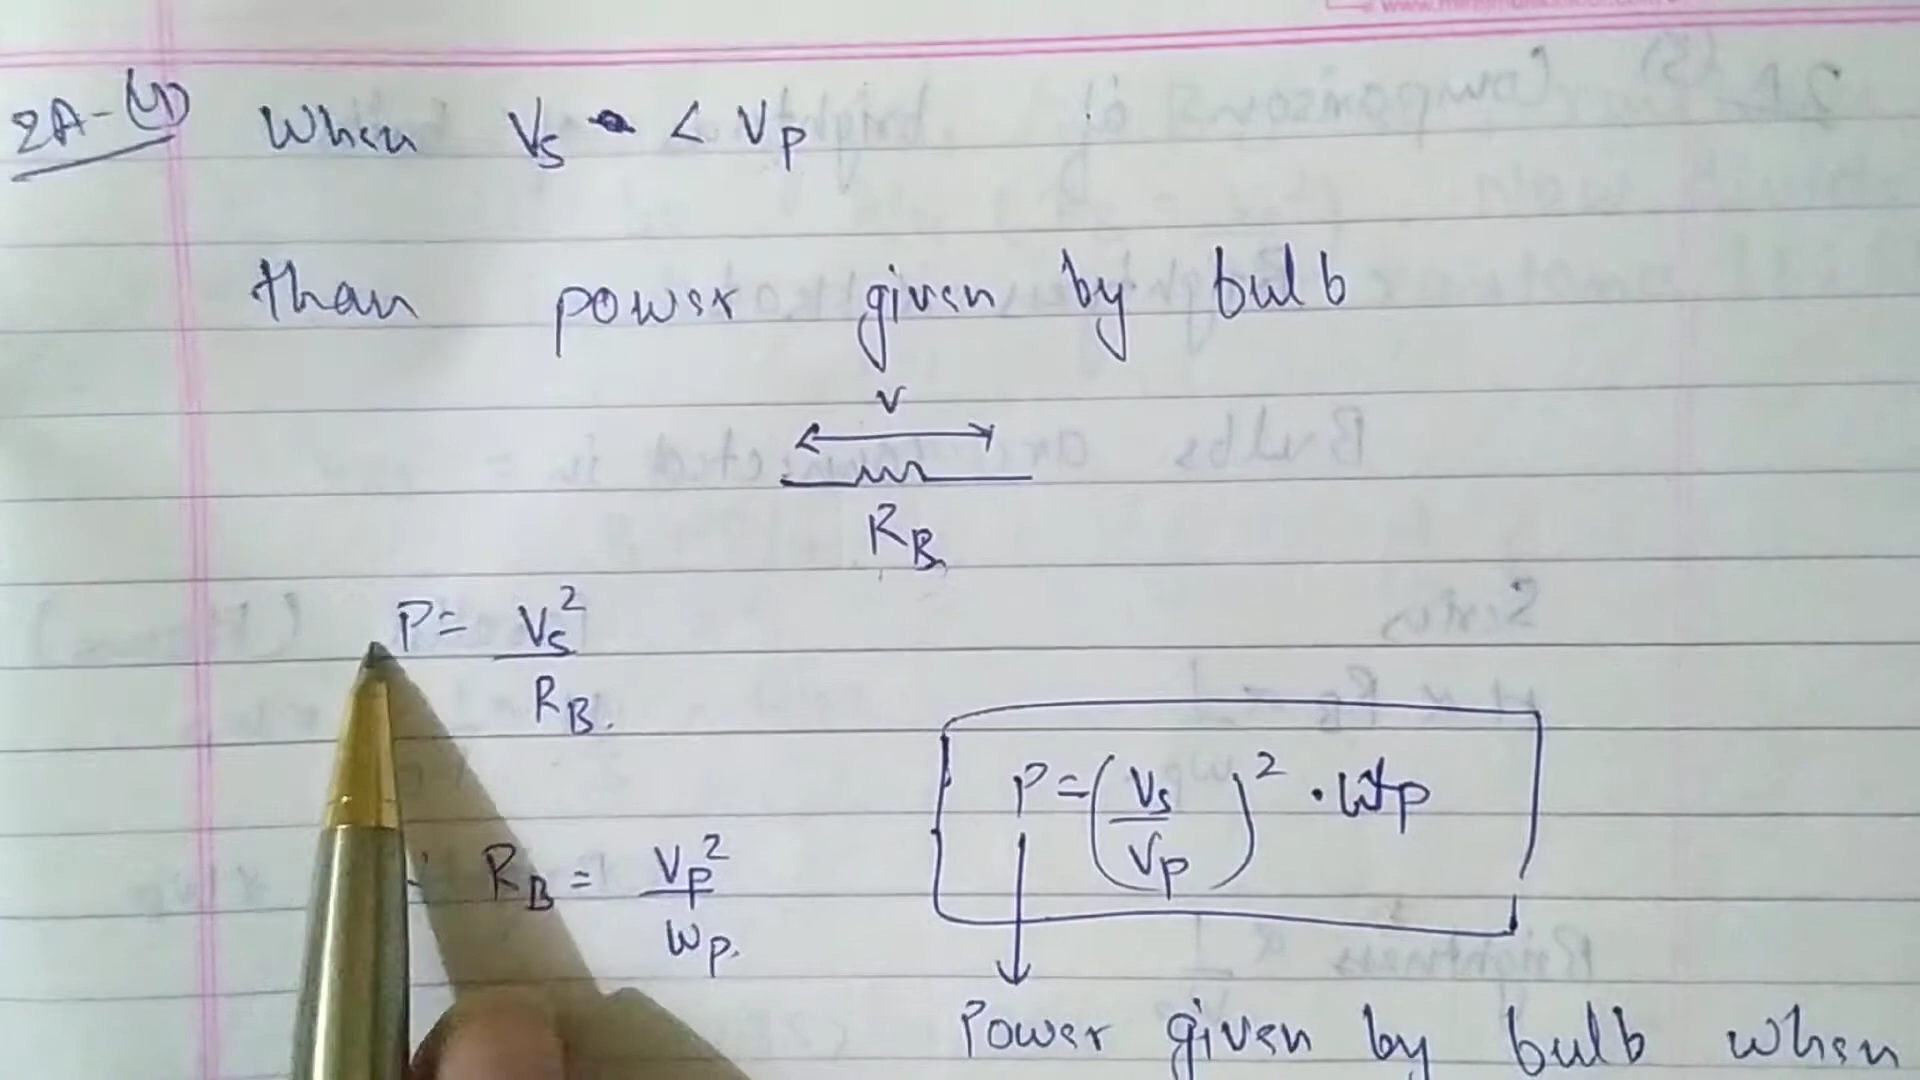 2A-(4) When Vs < Vp
than power given by bulb
V
RB
P = Vs²/RB.
P = (Vs/Vp)² · Wp
RB = Vp²/Wp.
Power given by bulb when